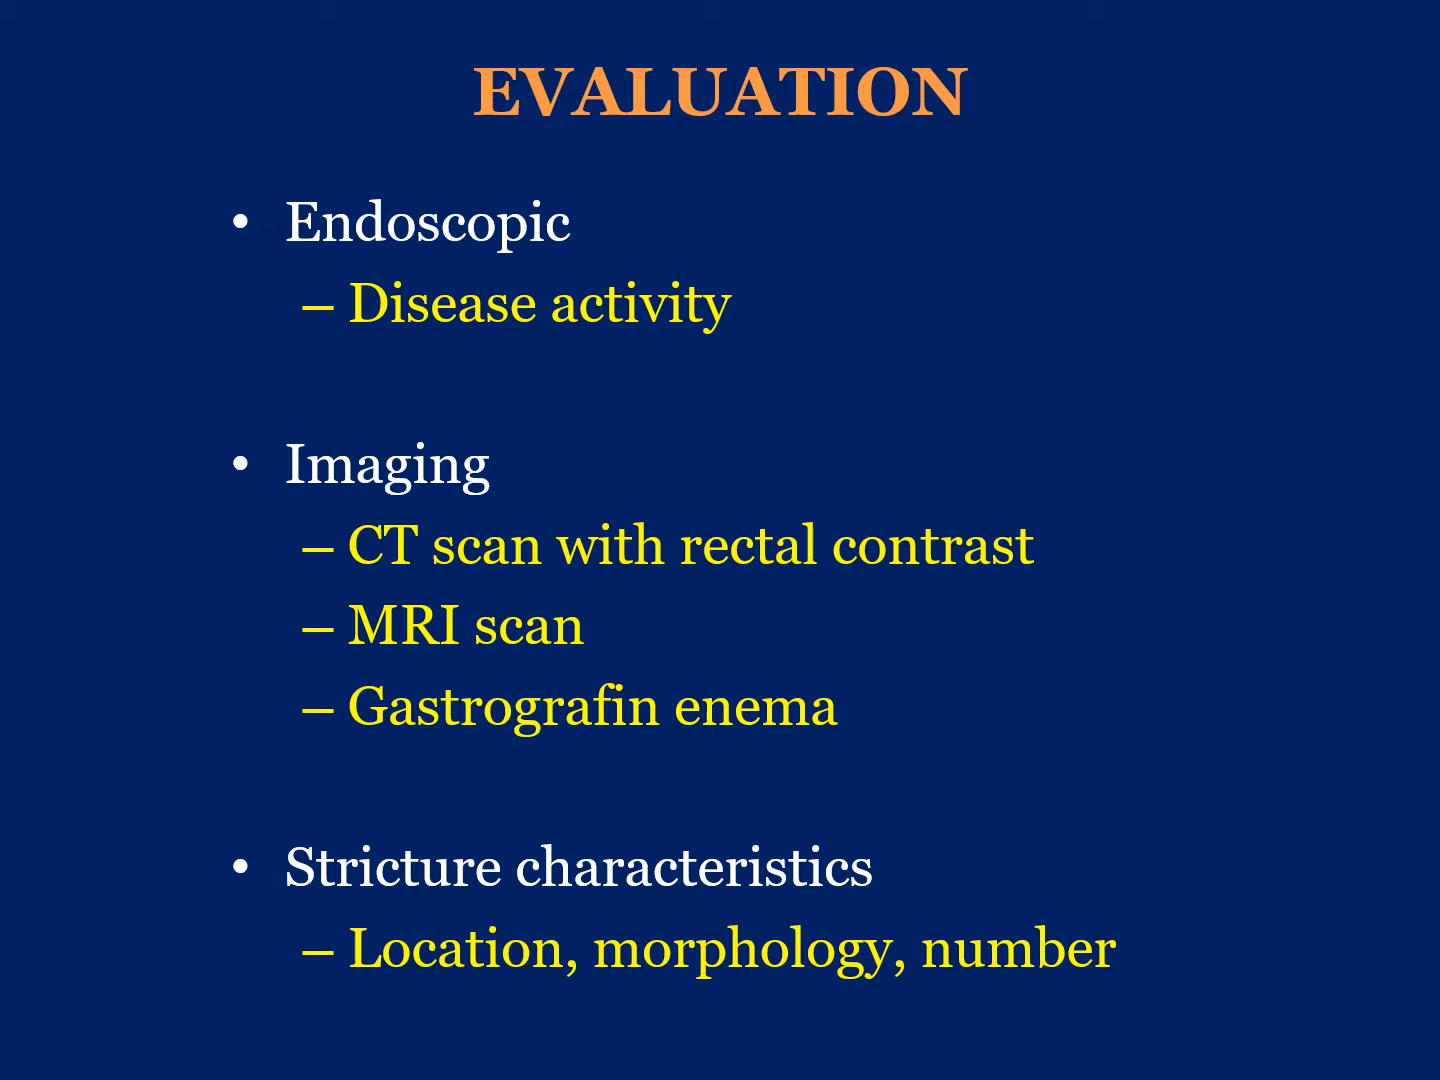 EVALUATION
• Endoscopic
– Disease activity
• Imaging
– CT scan with rectal contrast
– MRI scan
– Gastrografin enema
• Stricture characteristics
– Location, morphology, number